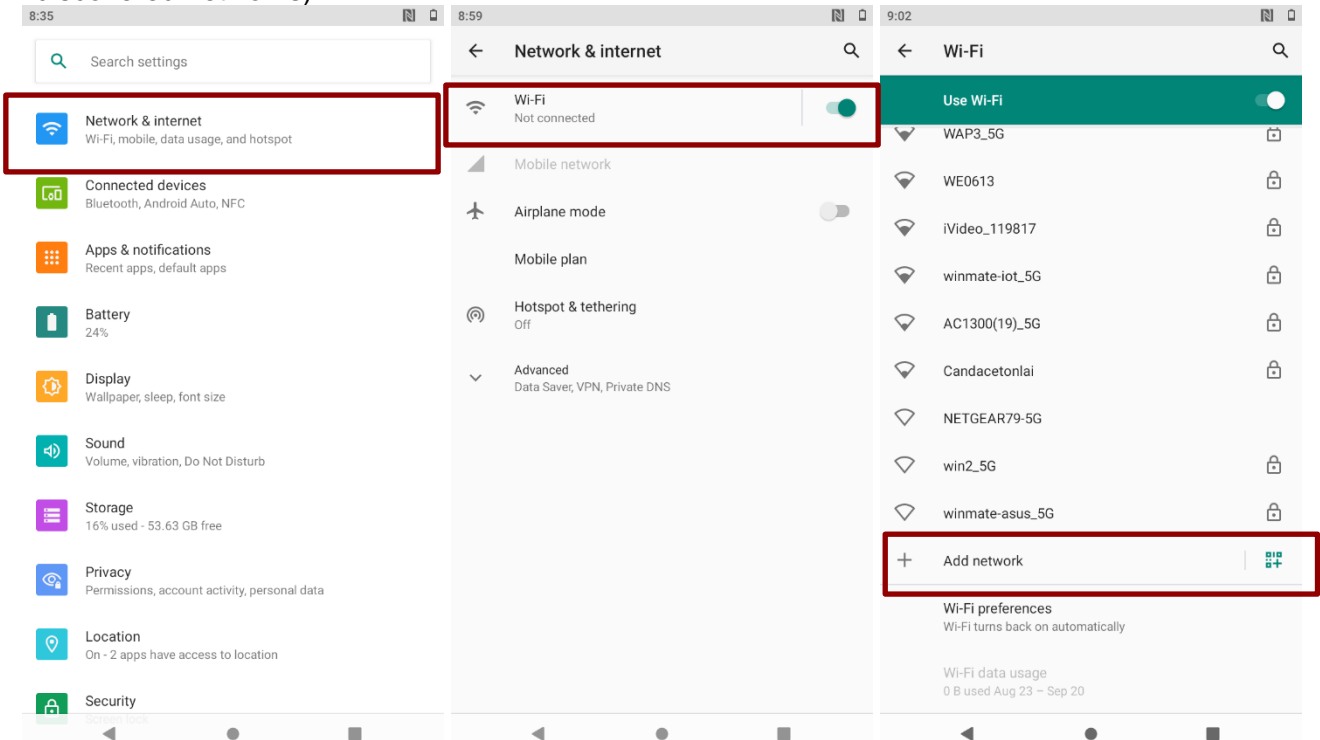 8:35
Search settings
Network & internet
Wi-Fi, mobile, data usage, and hotspot
Connected devices
Bluetooth, Android Auto, NFC
Apps & notifications
Recent apps, default apps
Battery
24%
Display
Wallpaper, sleep, font size
Sound
Volume, vibration, Do Not Disturb
Storage
16% used - 53.63 GB free
Privacy
Permissions, account activity, personal data
Location
On - 2 apps have access to location
Security
Screen lock
8:59
Network & internet
Wi-Fi
Not connected
Mobile network
Airplane mode
Mobile plan
Hotspot & tethering
Off
Advanced
Data Saver, VPN, Private DNS
9:02
Wi-Fi
Use Wi-Fi
WAP3_5G
WE0613
iVideo_119817
winmate-iot_5G
AC1300(19)_5G
Candacetonlai
NETGEAR79-5G
win2_5G
winmate-asus_5G
Add network
Wi-Fi preferences
Wi-Fi turns back on automatically
Wi-Fi data usage
0 B used Aug 23 – Sep 20